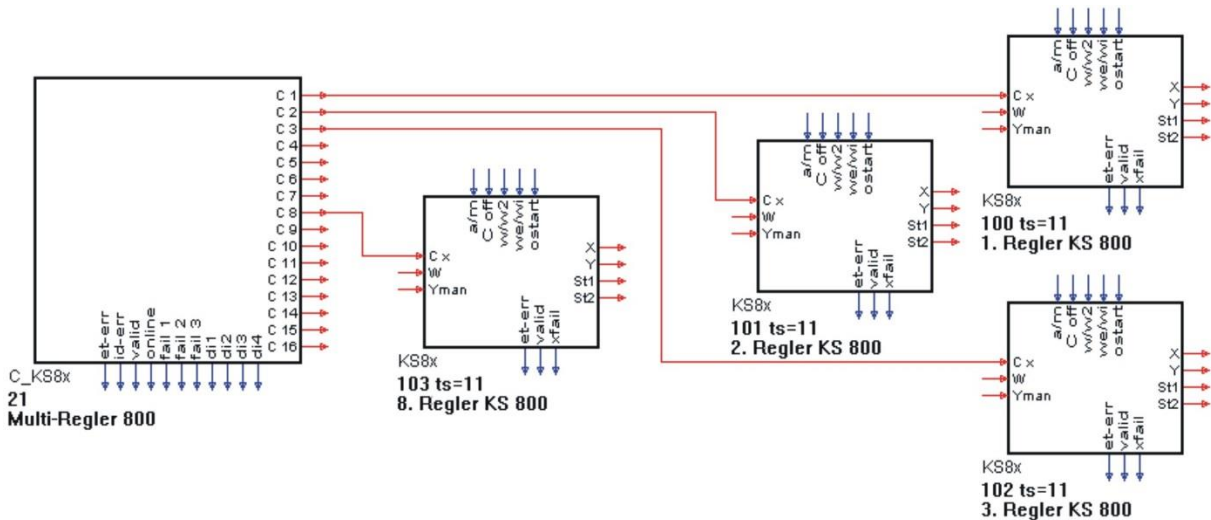 C 1
C 2
C 3
C 4
C 5
C 6
C 7
C 8
C 9
C 10
C 11
C 12
C 13
C 14
C 15
C 16
et-err
id-err
valid
online
fail 1
fail 2
fail 3
di1
di2
di3
di4
C_KS8x
21
Multi-Regler 800
a/m
C off
w/w2
we/wi
ostart
C x
W
Yman
X
Y
St1
St2
et-err
valid
xfail
KS8x
103 ts=11
8. Regler KS 800
a/m
C off
w/w2
we/wi
ostart
C x
W
Yman
X
Y
St1
St2
et-err
valid
xfail
KS8x
101 ts=11
2. Regler KS 800
a/m
C off
w/w2
we/wi
ostart
C x
W
Yman
X
Y
St1
St2
et-err
valid
xfail
KS8x
100 ts=11
1. Regler KS 800
a/m
C off
w/w2
we/wi
ostart
C x
W
Yman
X
Y
St1
St2
et-err
valid
xfail
KS8x
102 ts=11
3. Regler KS 800